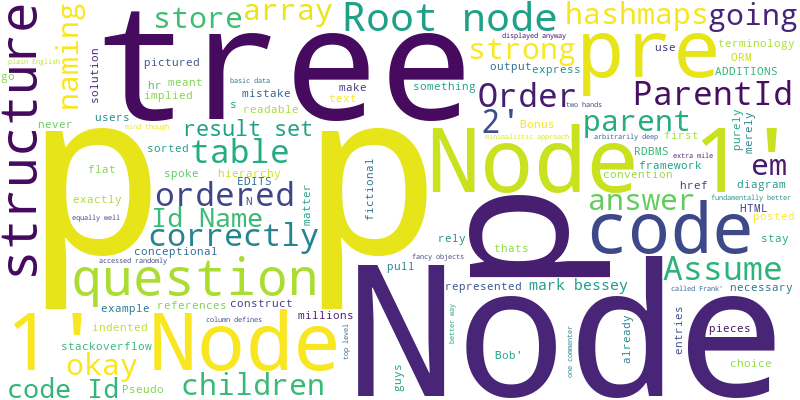 structure
naming
tree
store
array
Root node
hashmaps
going
displayed anyway
terminology
plain English
go
solution
pictured
hr
meant
mistake
basic data
implied
s
make
readable
text
users
never
mind though
sorted
result set
something
strong
output
express
use
ORM
pre
ADDITIONS
Order
two hands
ParentId
2'
Bonus
minimalistic approach
arbitrarily deep
parent
first
purely
merely
RDBMS
extra mile
flat
spoke
hierarchy
table
p
p
Node
1'
framework
convention
em
exactly
EDITS
ordered
N
matter
fictional
answer
href
diagram
fundamentally better
equally well
Id Name
correctly
accessed randomly
conceptional
rely
thats
p
code
HTML
posted
stay
question
pull
fancy objects
Assume
example
references
construct
millions
represented
mark bessey
necessary
called Frank'
1'
Node
indented
column defines
top level
better way
Node
one commenter
already
entries
pieces
stackoverflow
okay
Bob'
choice
code Id
Pseudo
children
guys